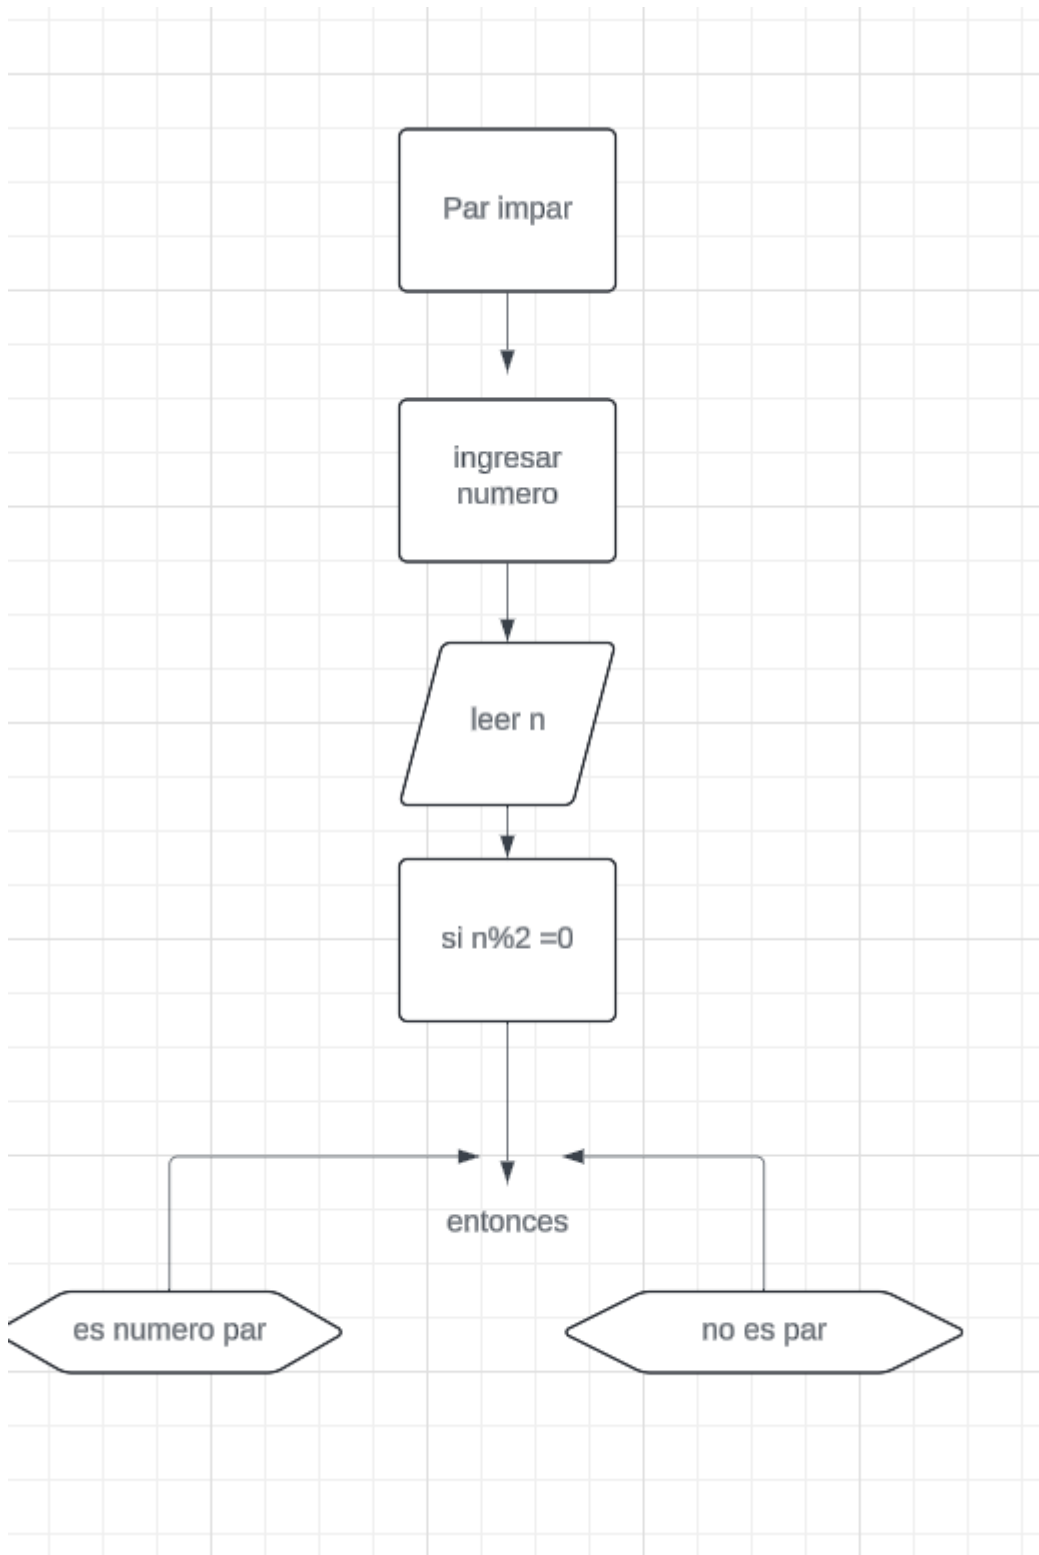 Par impar
ingresar
numero
leer n
si n%2 =0
entonces
es numero par
no es par